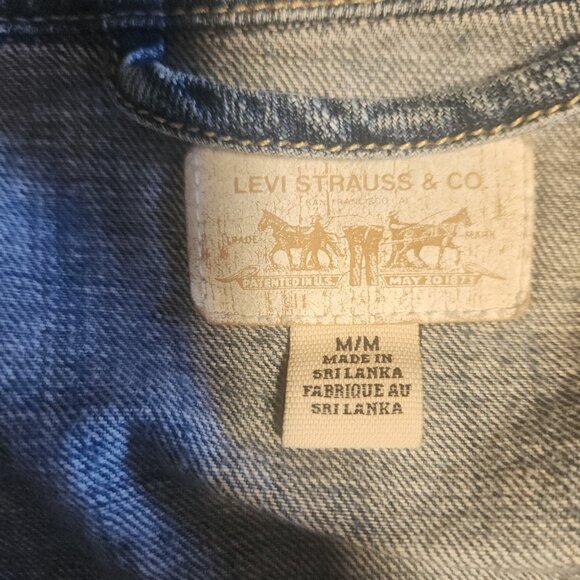 LEVI STRAUSS & CO.
SAN FRANCISCO, CAL
TRADE MARK
PATENTED IN U.S. MAY 20 1873
M/M
MADE IN
SRI LANKA
FABRIQUE AU
SRI LANKA